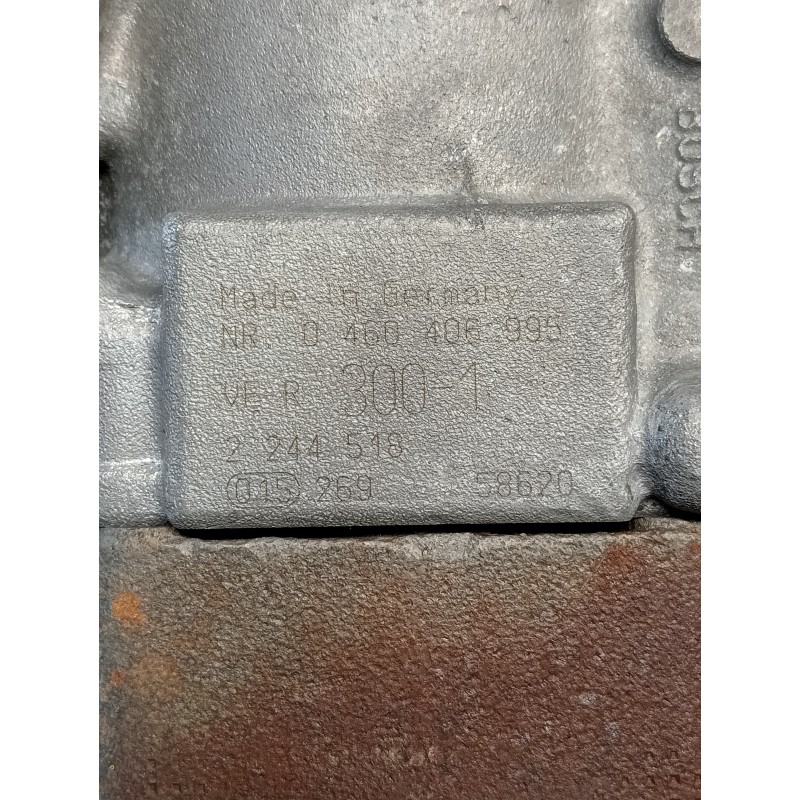 BOSCH
Made in Germany
NR. 0 460 406 995
VE-R 300-1
2 244 518
015 269 58620